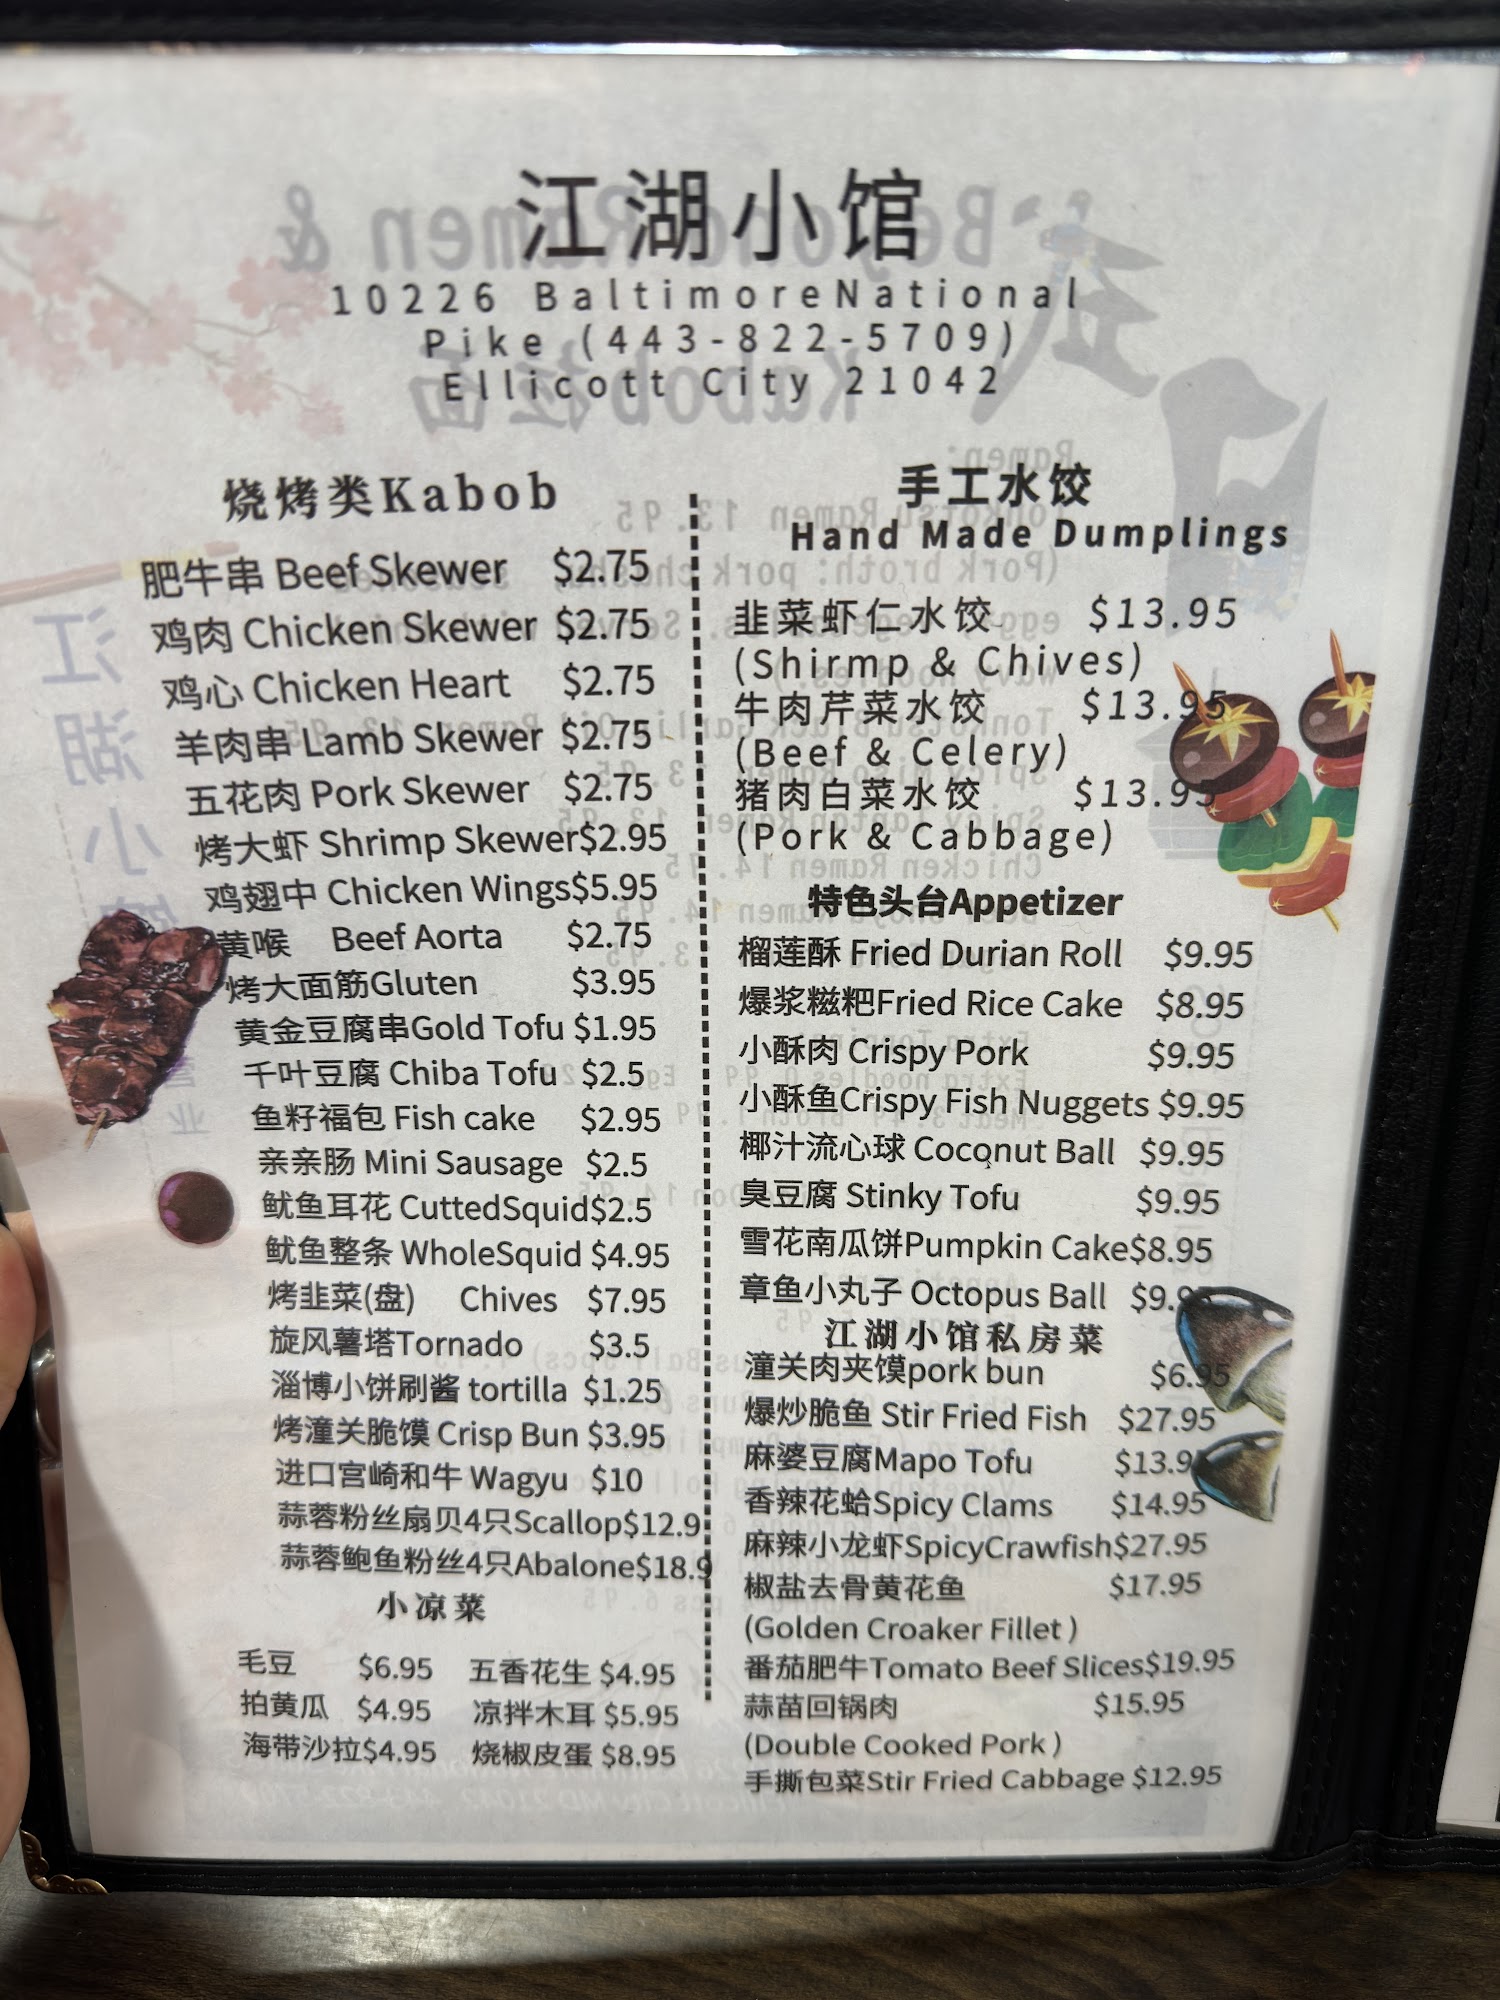 江湖小馆
10226 BaltimoreNational
Pike (443-822-5709)
Ellicott City 21042
烧烤类Kabob
肥牛串 Beef Skewer $2.75
鸡肉 Chicken Skewer $2.75
鸡心 Chicken Heart $2.75
羊肉串 Lamb Skewer $2.75
五花肉 Pork Skewer $2.75
烤大虾 Shrimp Skewer$2.95
鸡翅中 Chicken Wings$5.95
黄喉 Beef Aorta $2.75
烤大面筋Gluten $3.95
黄金豆腐串Gold Tofu $1.95
千叶豆腐 Chiba Tofu $2.5
鱼籽福包 Fish cake $2.95
亲亲肠 Mini Sausage $2.5
鱿鱼耳花 CuttedSquid$2.5
鱿鱼整条 WholeSquid $4.95
烤韭菜(盘) Chives $7.95
旋风薯塔Tornado $3.5
淄博小饼刷酱 tortilla $1.25
烤潼关脆馍 Crisp Bun $3.95
进口宫崎和牛 Wagyu $10
蒜蓉粉丝扇贝4只Scallop$12.9
蒜蓉鲍鱼粉丝4只Abalone$18.9
小凉菜
毛豆 $6.95 五香花生 $4.95
拍黄瓜 $4.95 凉拌木耳 $5.95
海带沙拉$4.95 烧椒皮蛋 $8.95
手工水饺
Hand Made Dumplings
韭菜虾仁水饺 $13.95
(Shirmp & Chives)
牛肉芹菜水饺 $13.95
(Beef & Celery)
猪肉白菜水饺 $13.95
(Pork & Cabbage)
特色头台Appetizer
榴莲酥 Fried Durian Roll $9.95
爆浆糍粑Fried Rice Cake $8.95
小酥肉 Crispy Pork $9.95
小酥鱼Crispy Fish Nuggets $9.95
椰汁流心球 Coconut Ball $9.95
臭豆腐 Stinky Tofu $9.95
雪花南瓜饼Pumpkin Cake$8.95
章鱼小丸子 Octopus Ball $9.95
江湖小馆私房菜
潼关肉夹馍pork bun $6.95
爆炒脆鱼 Stir Fried Fish $27.95
麻婆豆腐Mapo Tofu $13.9
香辣花蛤Spicy Clams $14.95
麻辣小龙虾SpicyCrawfish$27.95
椒盐去骨黄花鱼 $17.95
(Golden Croaker Fillet )
番茄肥牛Tomato Beef Slices$19.95
蒜苗回锅肉 $15.95
(Double Cooked Pork )
手撕包菜Stir Fried Cabbage $12.95